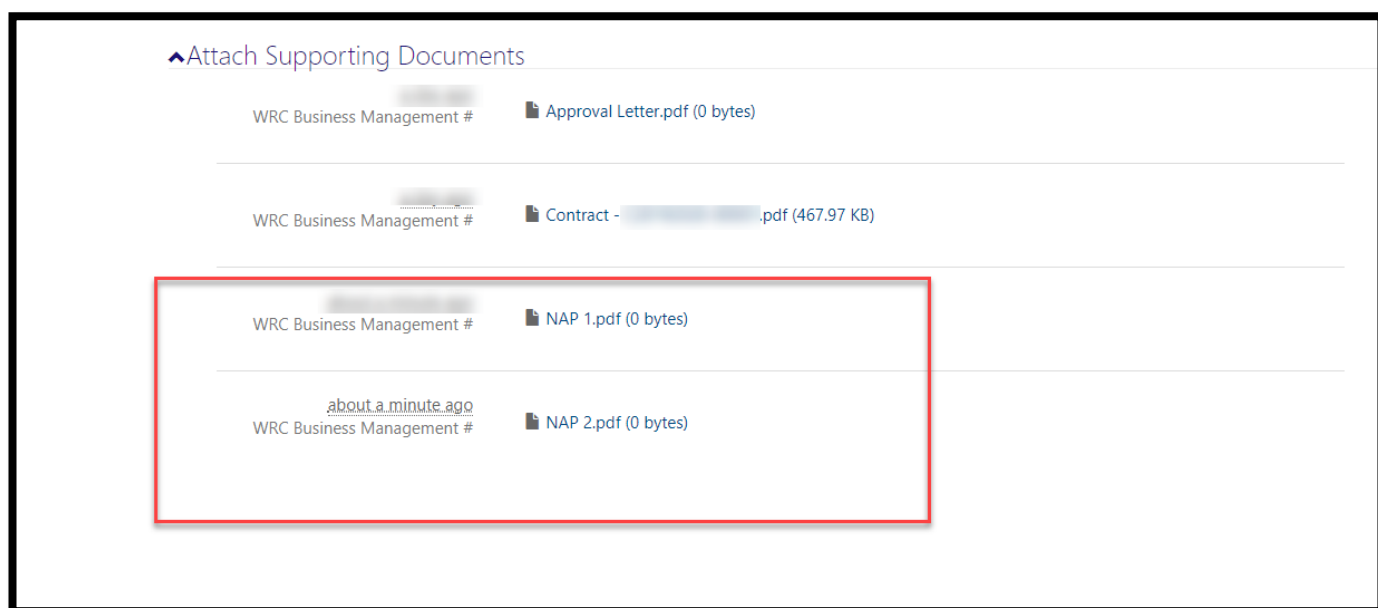 Attach Supporting Documents
WRC Business Management #
Approval Letter.pdf (0 bytes)
WRC Business Management #
Contract - .pdf (467.97 KB)
WRC Business Management #
NAP 1.pdf (0 bytes)
about a minute ago
WRC Business Management #
NAP 2.pdf (0 bytes)